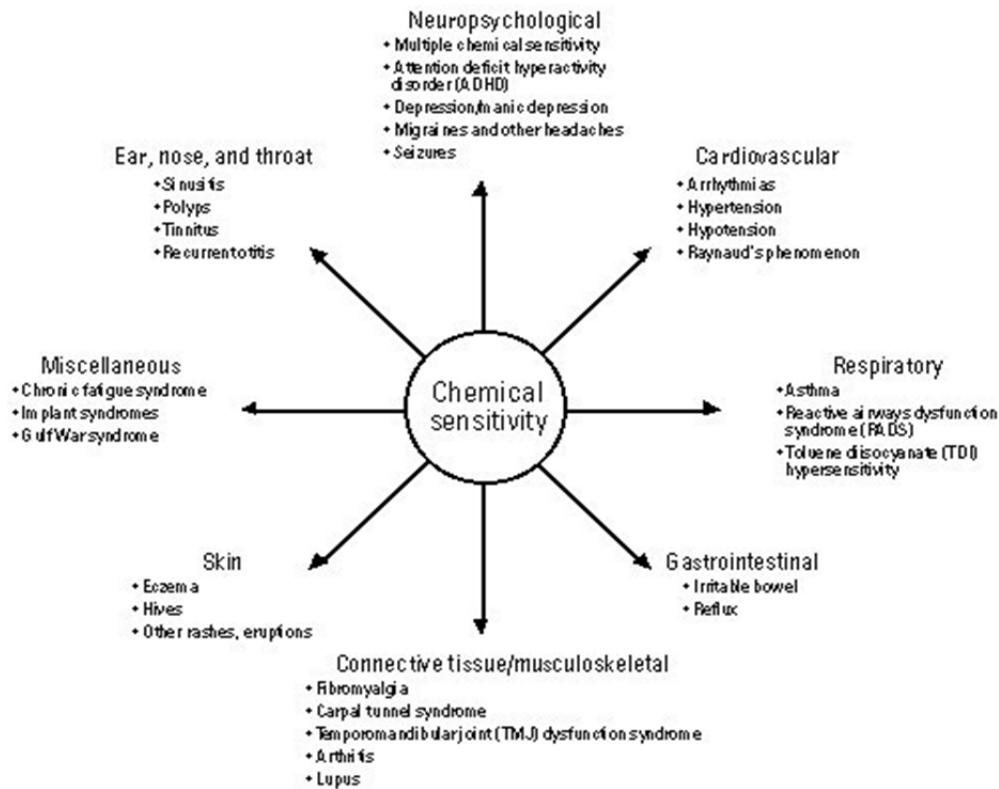 Neuropsychological
• Multiple chemical sensitivity
• Attention deficit hyperactivity
disorder (ADHD)
• Depression/manic depression
• Migraines and other headaches
• Seizures
Ear, nose, and throat
• Sinusitis
• Polyps
• Tinnitus
• Recurrent otitis
Cardiovascular
• Arrhythmias
• Hypertension
• Hypotension
• Raynaud's phenomenon
Miscellaneous
• Chronic fatigue syndrome
• Implant syndromes
• Gulf War syndrome
Chemical
sensitivity
Respiratory
• Asthma
• Reactive airways dysfunction
syndrome (RADS)
• Toluene diisocyanate (TDI)
hypersensitivity
Skin
• Eczema
• Hives
• Other rashes, eruptions
Gastrointestinal
• Irritable bowel
• Reflux
Connective tissue/musculoskeletal
• Fibromyalgia
• Carpal tunnel syndrome
• Temporomandibular joint (TMJ) dysfunction syndrome
• Arthritis
• Lupus